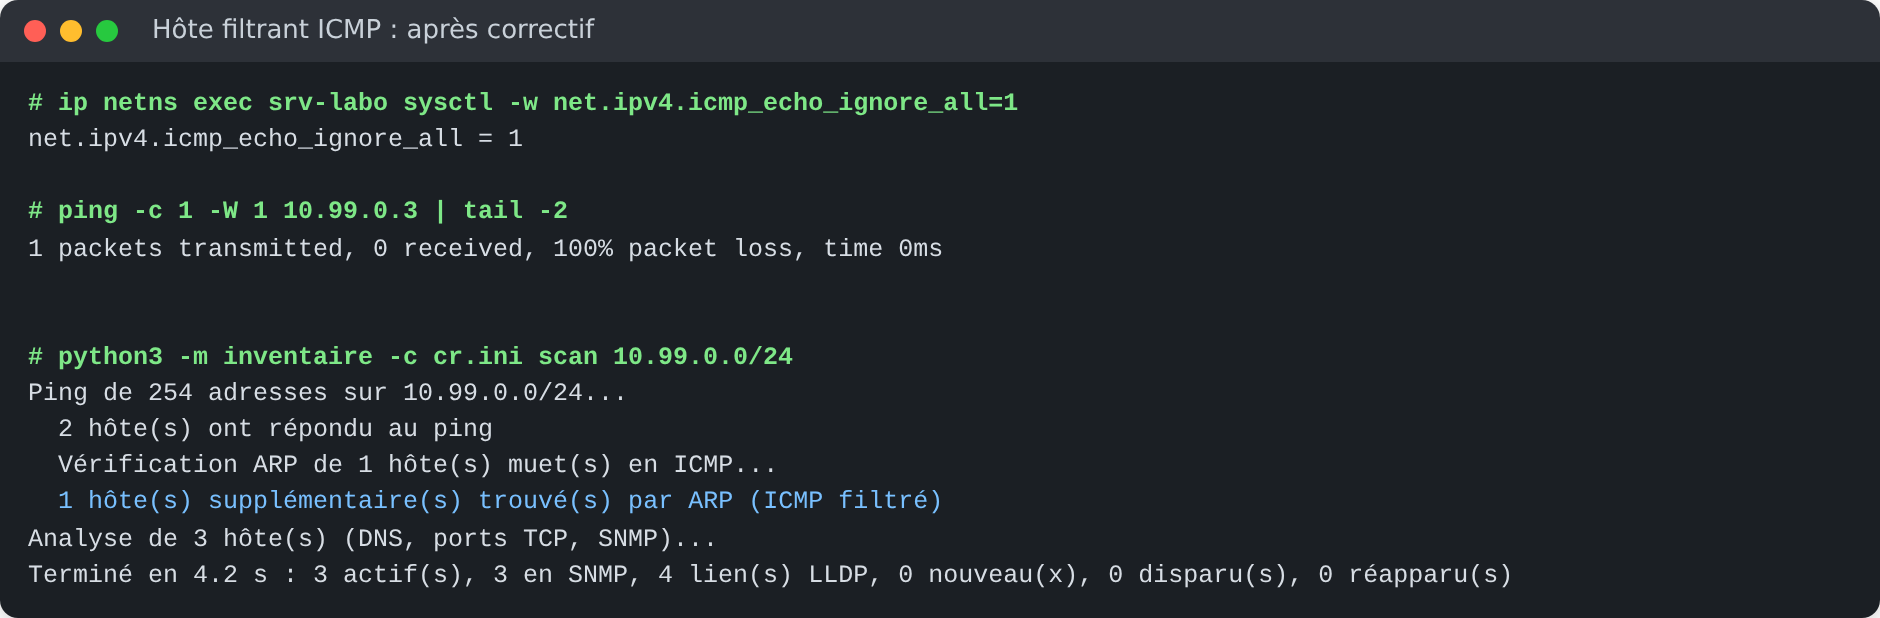 Hôte filtrant ICMP : après correctif
# ip netns exec srv-labo sysctl -w net.ipv4.icmp_echo_ignore_all=1
net.ipv4.icmp_echo_ignore_all = 1
# ping -c 1 -W 1 10.99.0.3 | tail -2
1 packets transmitted, 0 received, 100% packet loss, time 0ms
# python3 -m inventaire -c cr.ini scan 10.99.0.0/24
Ping de 254 adresses sur 10.99.0.0/24...
  2 hôte(s) ont répondu au ping
  Vérification ARP de 1 hôte(s) muet(s) en ICMP...
  1 hôte(s) supplémentaire(s) trouvé(s) par ARP (ICMP filtré)
Analyse de 3 hôte(s) (DNS, ports TCP, SNMP)...
Terminé en 4.2 s : 3 actif(s), 3 en SNMP, 4 lien(s) LLDP, 0 nouveau(x), 0 disparu(s), 0 réapparu(s)